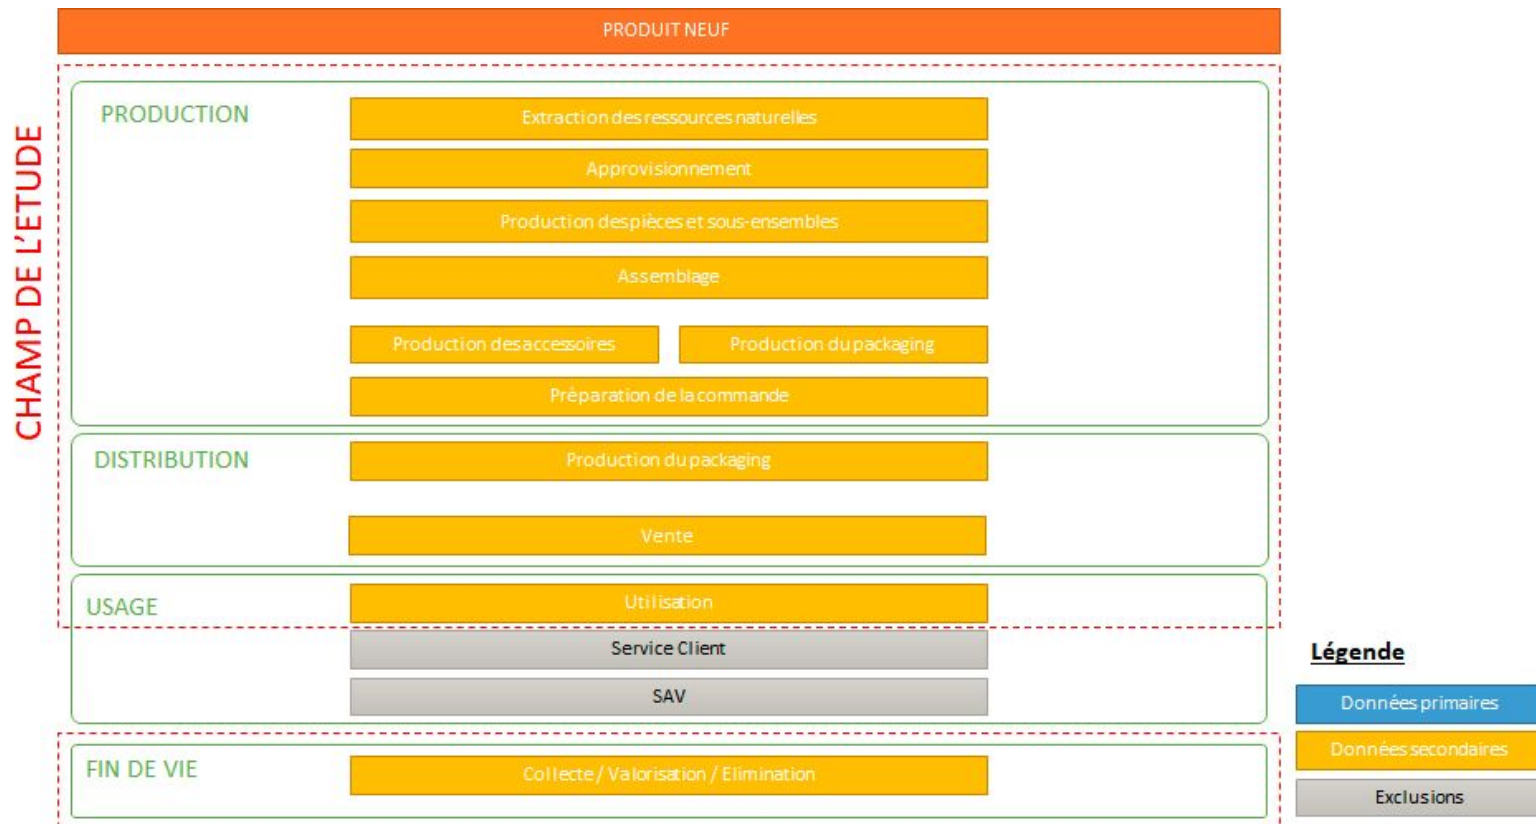 PRODUIT NEUF
CHAMP DE L'ETUDE
PRODUCTION
Extraction des ressources naturelles
Approvisionnement
Production des pièces et sous-ensembles
Assemblage
Production des accessoires
Production du packaging
Préparation de la commande
DISTRIBUTION
Production du packaging
Vente
USAGE
Utilisation
Service Client
SAV
FIN DE VIE
Collecte / Valorisation / Elimination
Légende
Données primaires
Données secondaires
Exclusions